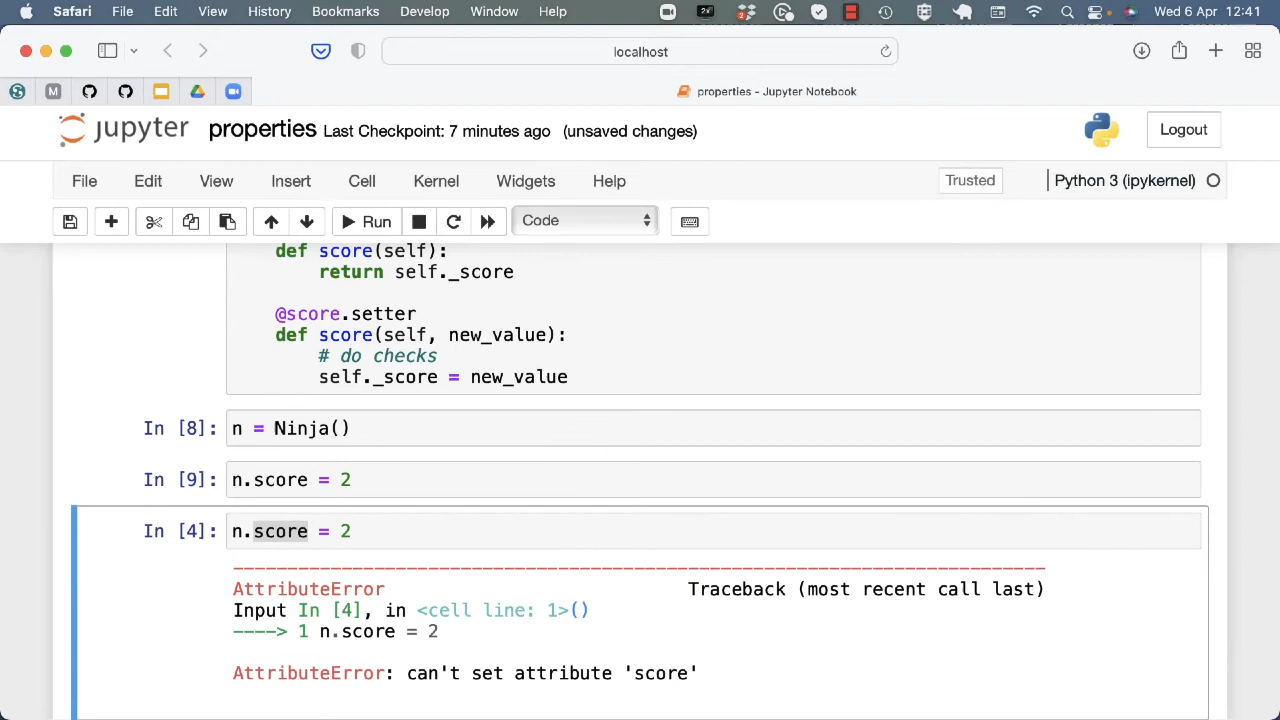 Safari File Edit View History Bookmarks Develop Window Help Wed 6 Apr 12:41
localhost
M properties - Jupyter Notebook
jupyter properties Last Checkpoint: 7 minutes ago (unsaved changes) Logout
File Edit View Insert Cell Kernel Widgets Help Trusted Python 3 (ipykernel)
Run Code
def score(self):
return self._score
@score.setter
def score(self, new_value):
# do checks
self._score = new_value
In [8]: n = Ninja()
In [9]: n.score = 2
In [4]: n.score = 2
---------------------------------------------------------------------------
AttributeError Traceback (most recent call last)
Input In [4], in <cell line: 1>()
----> 1 n.score = 2
AttributeError: can't set attribute 'score'